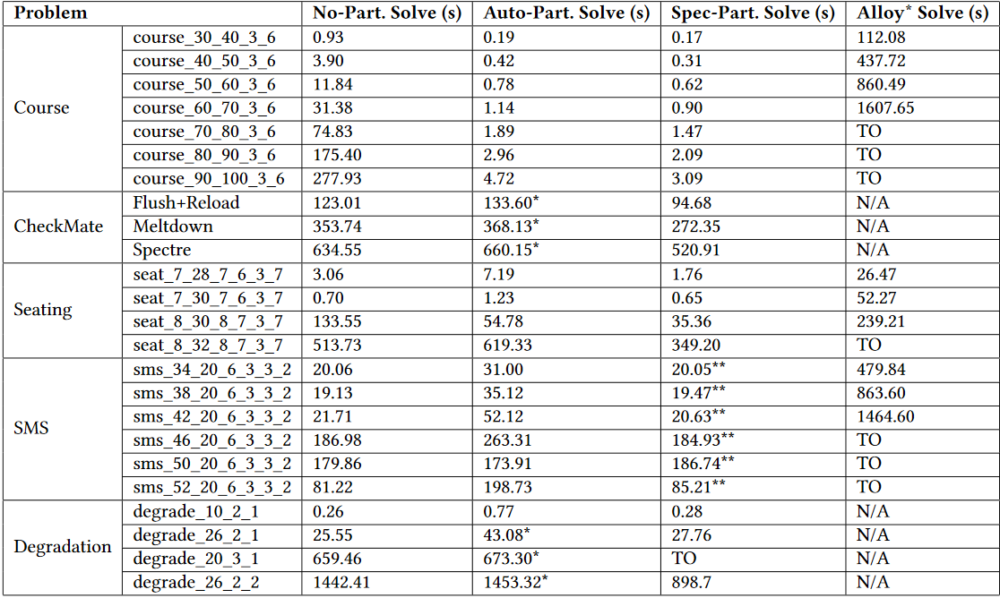 Problem No-Part. Solve (s) Auto-Part. Solve (s) Spec-Part. Solve (s) Alloy* Solve (s)
Course
course_30_40_3_6 0.93 0.19 0.17 112.08
course_40_50_3_6 3.90 0.42 0.31 437.72
course_50_60_3_6 11.84 0.78 0.62 860.49
course_60_70_3_6 31.38 1.14 0.90 1607.65
course_70_80_3_6 74.83 1.89 1.47 TO
course_80_90_3_6 175.40 2.96 2.09 TO
course_90_100_3_6 277.93 4.72 3.09 TO
CheckMate
Flush+Reload 123.01 133.60* 94.68 N/A
Meltdown 353.74 368.13* 272.35 N/A
Spectre 634.55 660.15* 520.91 N/A
Seating
seat_7_28_7_6_3_7 3.06 7.19 1.76 26.47
seat_7_30_7_6_3_7 0.70 1.23 0.65 52.27
seat_8_30_8_7_3_7 133.55 54.78 35.36 239.21
seat_8_32_8_7_3_7 513.73 619.33 349.20 TO
SMS
sms_34_20_6_3_3_2 20.06 31.00 20.05** 479.84
sms_38_20_6_3_3_2 19.13 35.12 19.47** 863.60
sms_42_20_6_3_3_2 21.71 52.12 20.63** 1464.60
sms_46_20_6_3_3_2 186.98 263.31 184.93** TO
sms_50_20_6_3_3_2 179.86 173.91 186.74** TO
sms_52_20_6_3_3_2 81.22 198.73 85.21** TO
Degradation
degrade_10_2_1 0.26 0.77 0.28 N/A
degrade_26_2_1 25.55 43.08* 27.76 N/A
degrade_20_3_1 659.46 673.30* TO N/A
degrade_26_2_2 1442.41 1453.32* 898.7 N/A